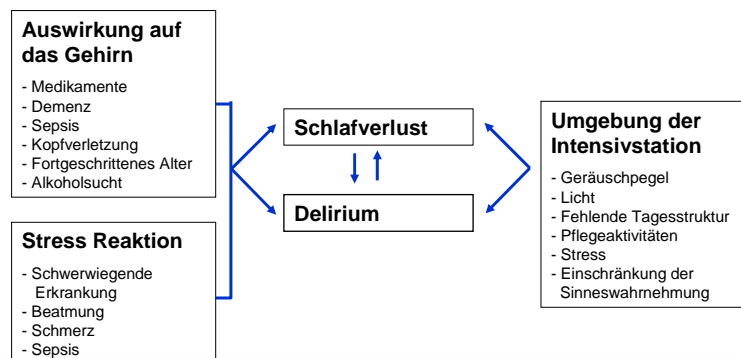 Auswirkung auf
das Gehirn
- Medikamente
- Demenz
- Sepsis
- Kopfverletzung
- Fortgeschrittenes Alter
- Alkoholsucht
Stress Reaktion
- Schwerwiegende
Erkrankung
- Beatmung
- Schmerz
- Sepsis
Schlafverlust
Delirium
Umgebung der
Intensivstation
- Geräuschpegel
- Licht
- Fehlende Tagesstruktur
- Pflegeaktivitäten
- Stress
- Einschränkung der
Sinneswahrnehmung